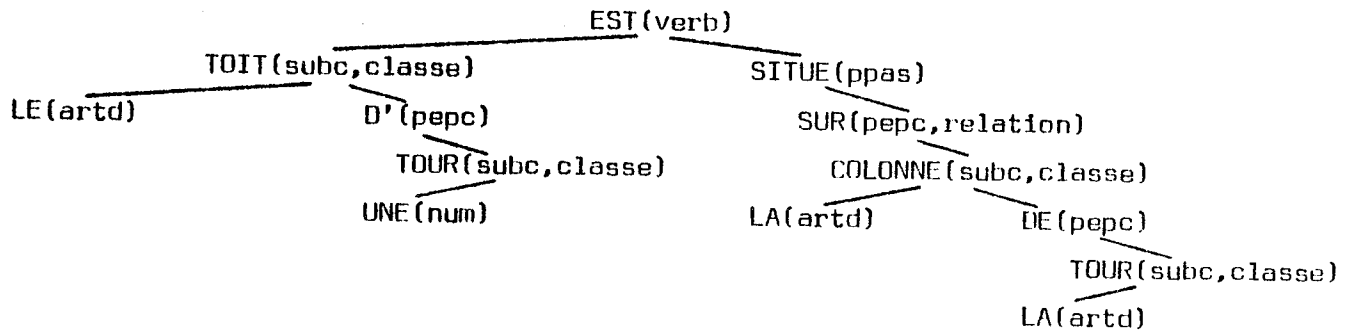 EST(verb)
TOIT(subc,classe) SITUE(ppas)
LE(artd) D'(pepc) SUR(pepc,relation)
TOUR(subc,classe) COLONNE(subc,classe)
UNE(num) LA(artd) DE(pepc)
TOUR(subc,classe)
LA(artd)